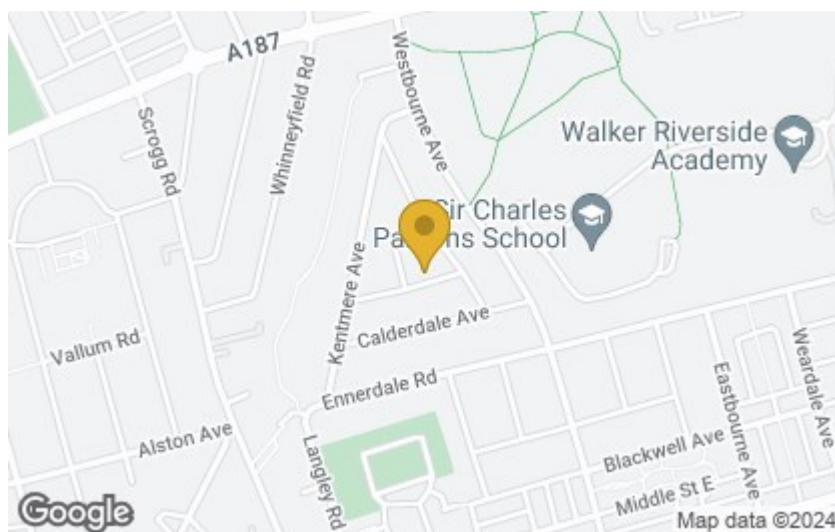 A187
Westbourne Ave
Whinneyfield Rd
Scrogg Rd
Walker Riverside
Academy
Sir Charles
Parsons School
Kentmere Ave
Calderdale Ave
Vallum Rd
Ennerdale Rd
Weardale Ave
Eastbourne Ave
Alston Ave
Langley Rd
Blackwell Ave
Middle St E
Google
Map data ©2024